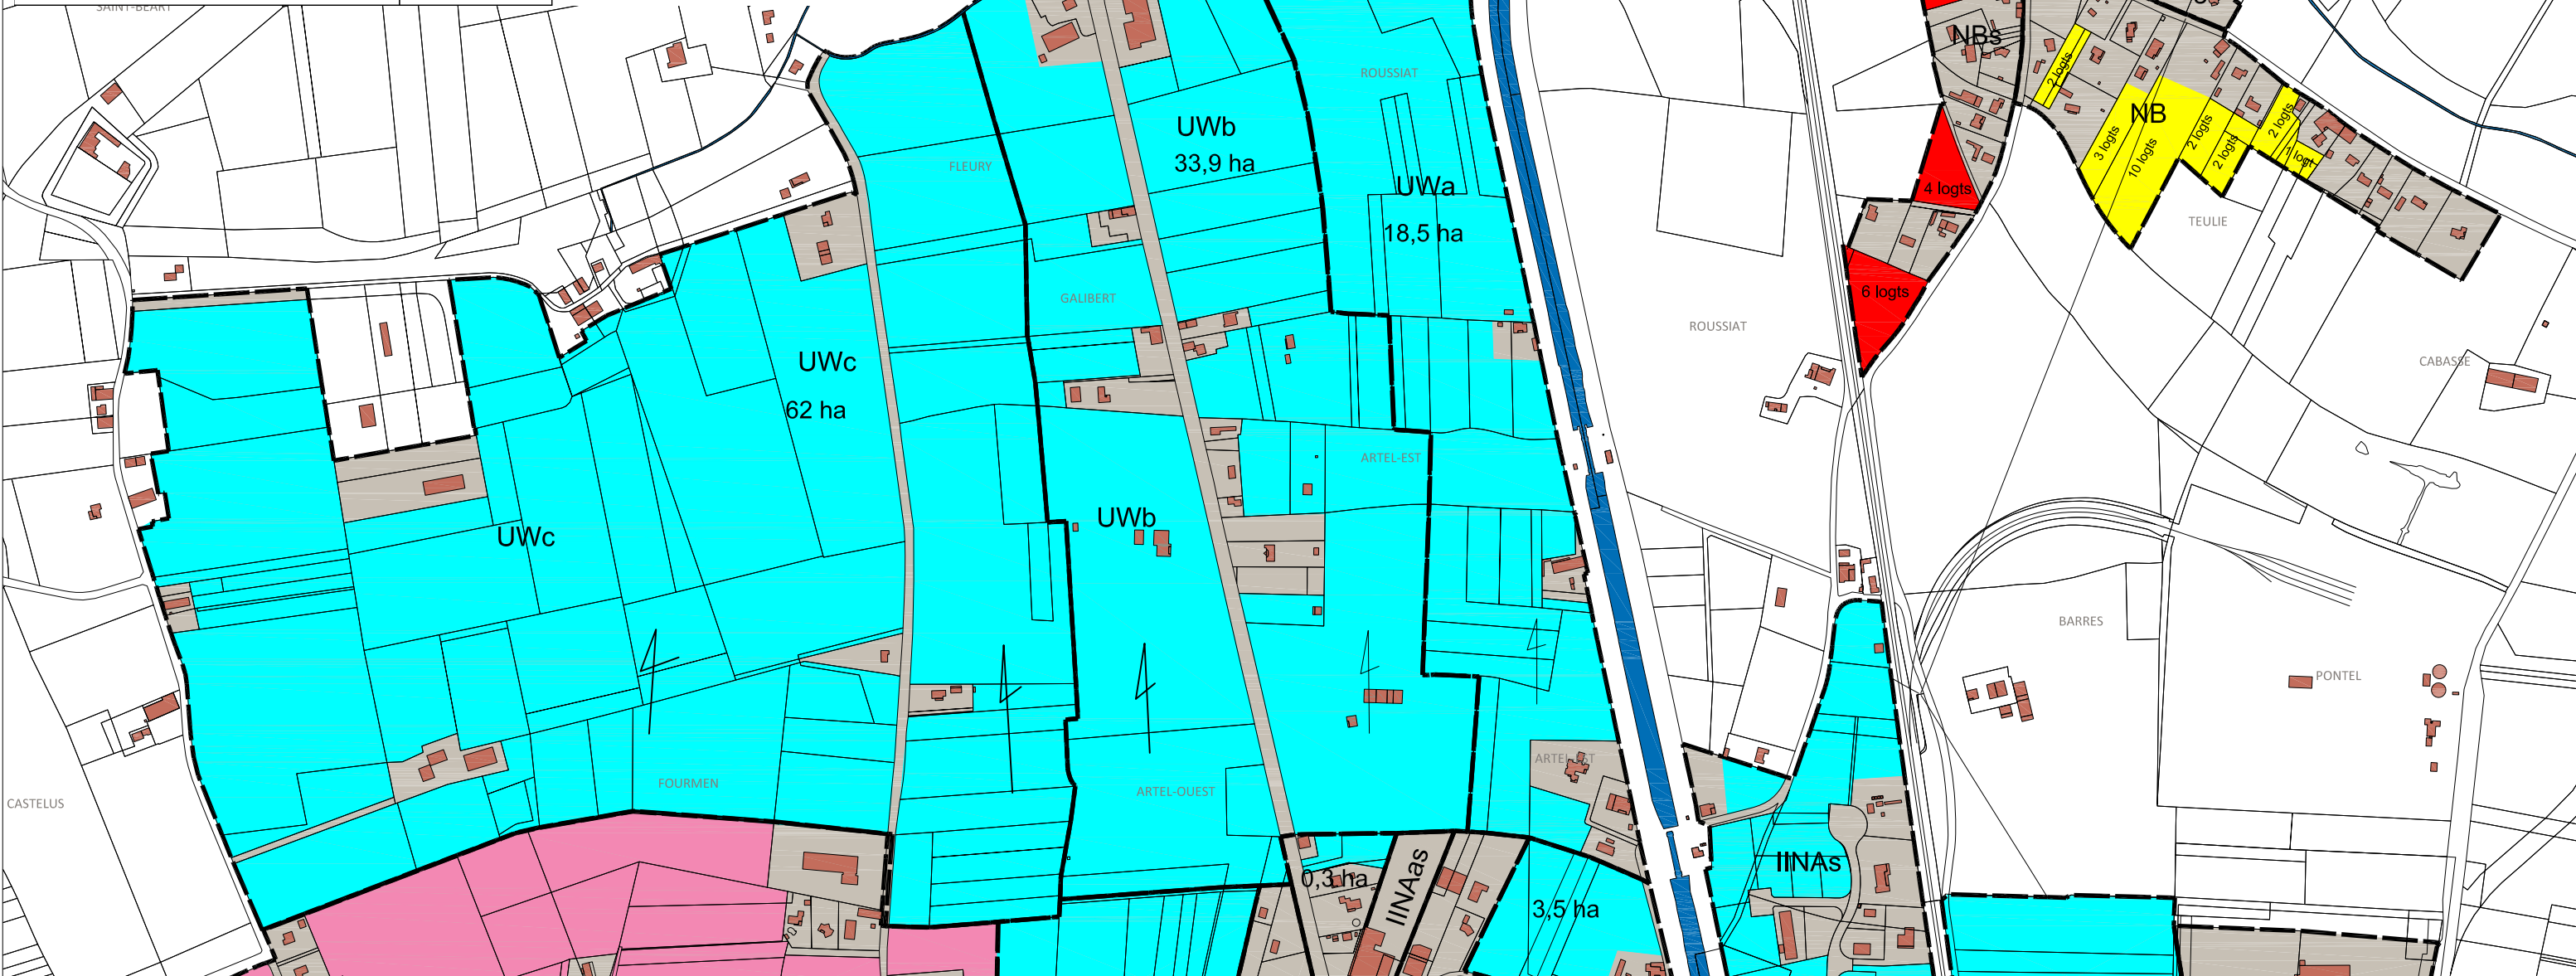 SAINT-BEART
NBs
ROUSSIAT
2 logts
NB
UWb
33,9 ha
3 logts
10 logts
2 logts
2 logts
2 logts
1 logt
FLEURY
UWa
18,5 ha
4 logts
TEULIE
GALIBERT
6 logts
ROUSSIAT
UWc
62 ha
CABASSE
ARTEL-EST
UWb
UWc
BARRES
PONTEL
FOURMEN
ARTEL-OUEST
ARTEL-EST
CASTELUS
0,3 ha
IINAas
3,5 ha
IINAs